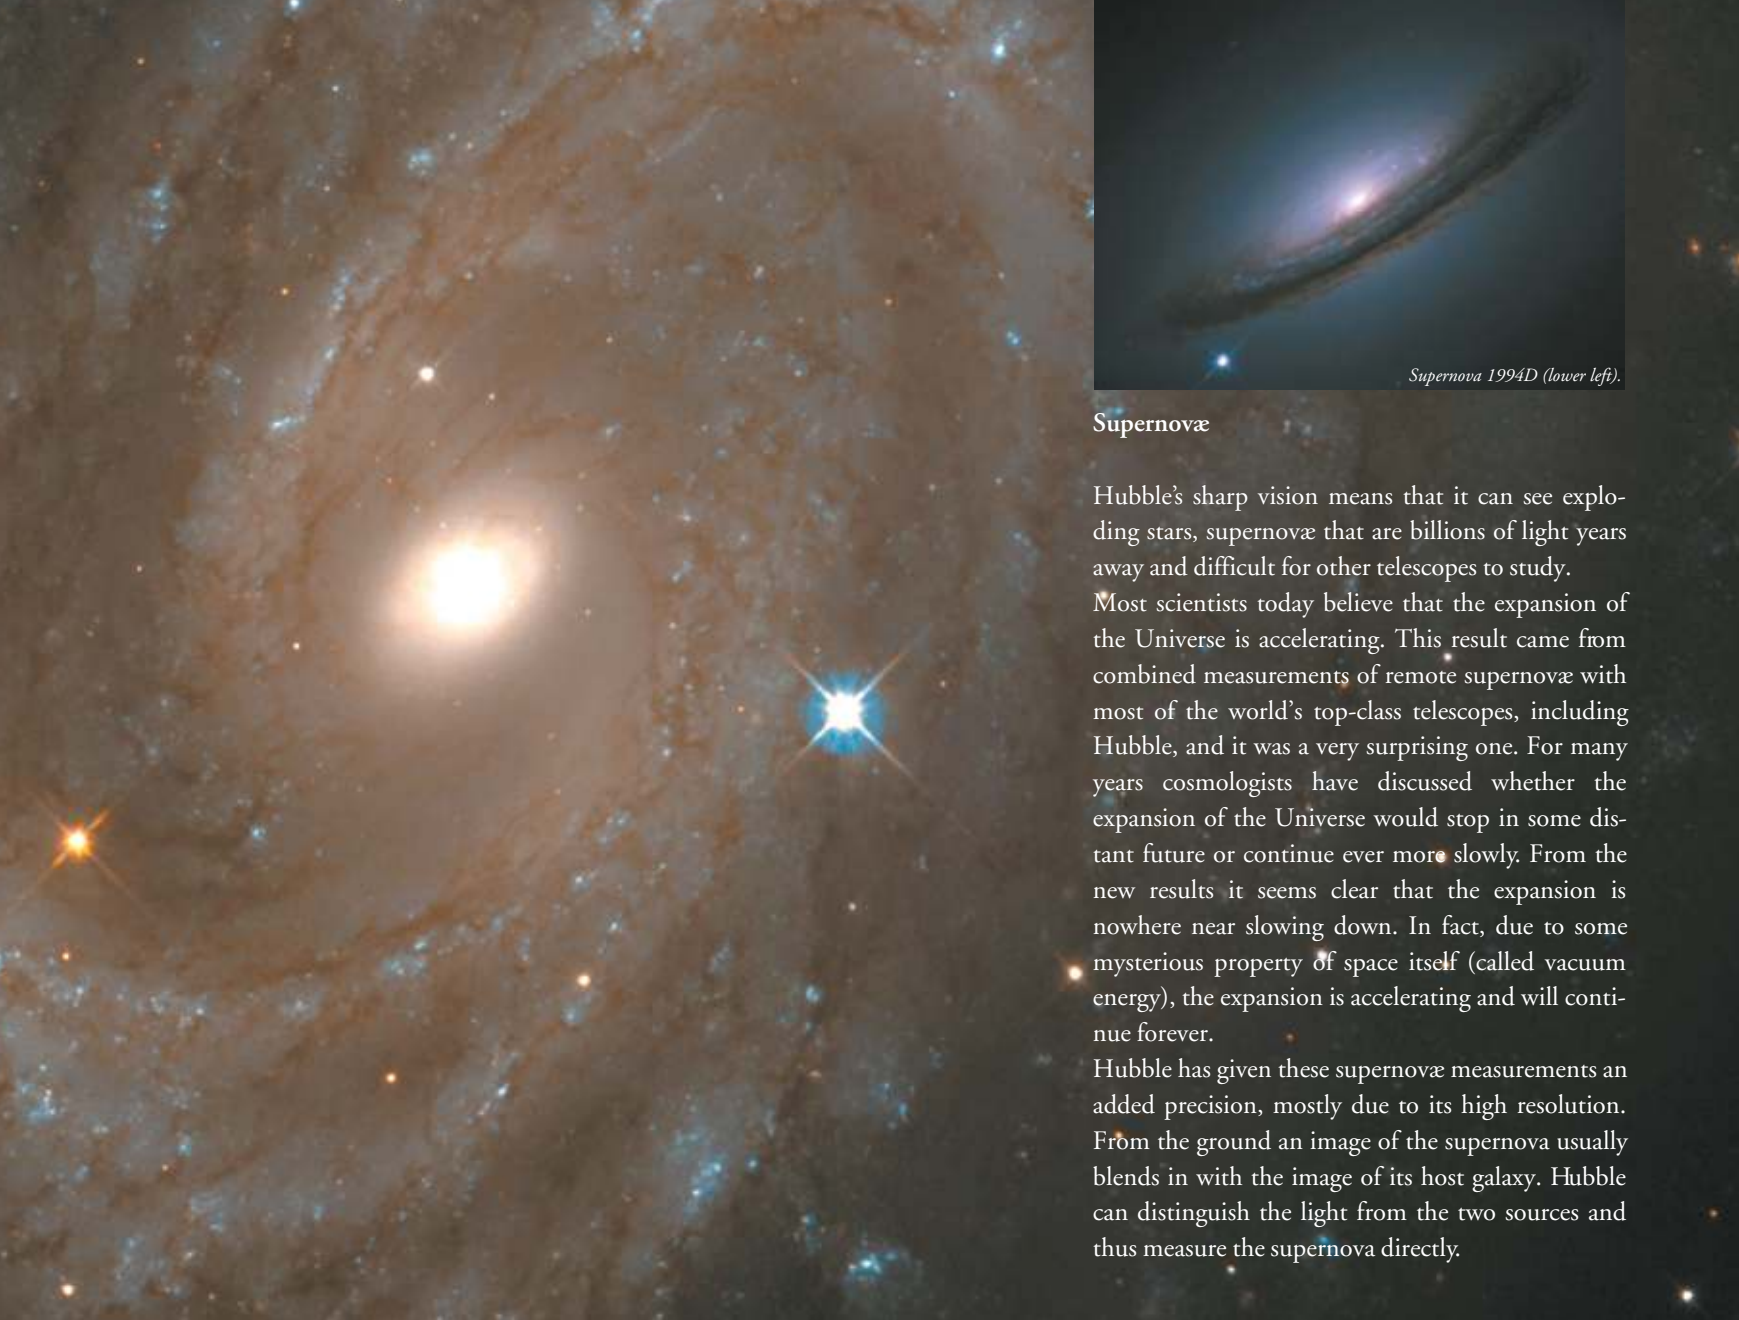 Supernova 1994D (lower left).
Supernovæ
Hubble’s sharp vision means that it can see explo-
ding stars, supernovæ that are billions of light years
away and difficult for other telescopes to study.
Most scientists today believe that the expansion of
the Universe is accelerating. This result came from
combined measurements of remote supernovæ with
most of the world’s top-class telescopes, including
Hubble, and it was a very surprising one. For many
years cosmologists have discussed whether the
expansion of the Universe would stop in some dis-
tant future or continue ever more slowly. From the
new results it seems clear that the expansion is
nowhere near slowing down. In fact, due to some
mysterious property of space itself (called vacuum
energy), the expansion is accelerating and will conti-
nue forever.
Hubble has given these supernovæ measurements an
added precision, mostly due to its high resolution.
From the ground an image of the supernova usually
blends in with the image of its host galaxy. Hubble
can distinguish the light from the two sources and
thus measure the supernova directly.